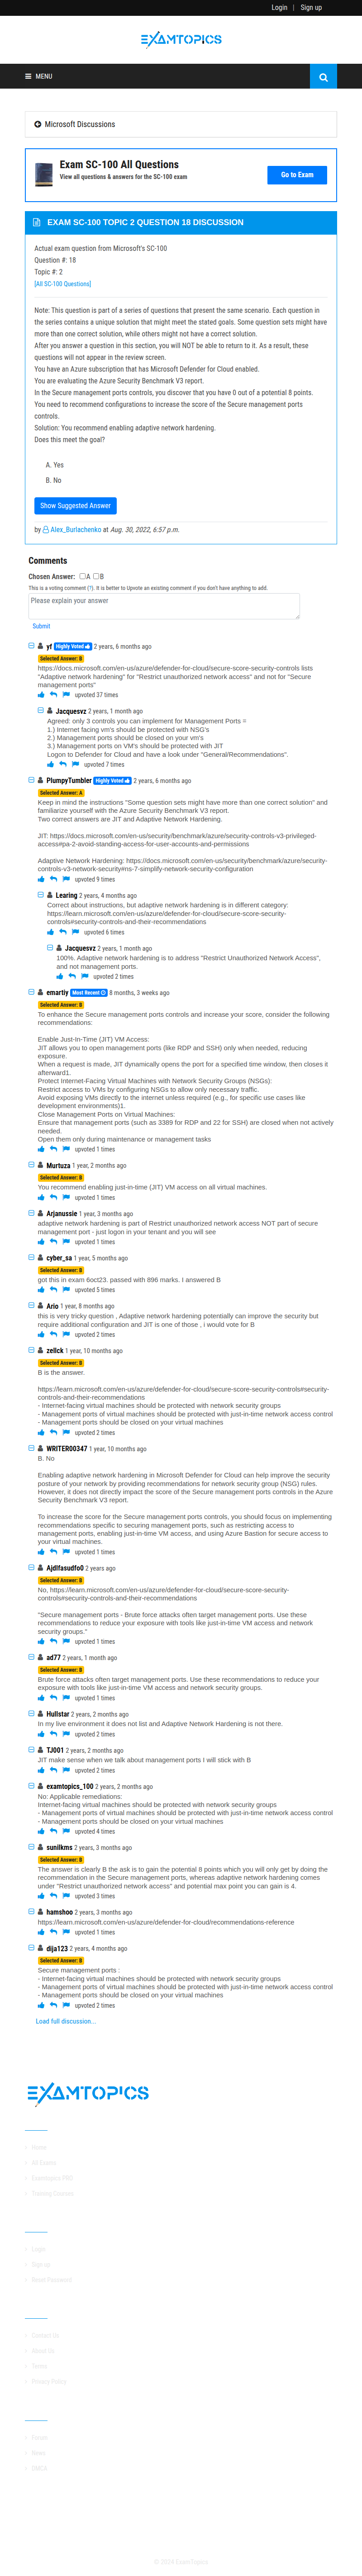 Login | Sign up
EXAMTOPICS
MENU
Microsoft Discussions
Exam SC-100 All Questions
View all questions & answers for the SC-100 exam
Go to Exam
EXAM SC-100 TOPIC 2 QUESTION 18 DISCUSSION
Actual exam question from Microsoft's SC-100
Question #: 18
Topic #: 2
[All SC-100 Questions]
Note: This question is part of a series of questions that present the same scenario. Each question in
the series contains a unique solution that might meet the stated goals. Some question sets might have
more than one correct solution, while others might not have a correct solution.
After you answer a question in this section, you will NOT be able to return to it. As a result, these
questions will not appear in the review screen.
You have an Azure subscription that has Microsoft Defender for Cloud enabled.
You are evaluating the Azure Security Benchmark V3 report.
In the Secure management ports controls, you discover that you have 0 out of a potential 8 points.
You need to recommend configurations to increase the score of the Secure management ports
controls.
Solution: You recommend enabling adaptive network hardening.
Does this meet the goal?
A. Yes
B. No
Show Suggested Answer
by Alex_Burlachenko at Aug. 30, 2022, 6:57 p.m.
Comments
Chosen Answer: A B
This is a voting comment (?). It is better to Upvote an existing comment if you don't have anything to add.
Please explain your answer
Submit
yf Highly Voted 2 years, 6 months ago
Selected Answer: B
https://docs.microsoft.com/en-us/azure/defender-for-cloud/secure-score-security-controls lists
"Adaptive network hardening" for "Restrict unauthorized network access" and not for "Secure
management ports"
upvoted 37 times
Jacquesvz 2 years, 1 month ago
Agreed: only 3 controls you can implement for Management Ports =
1.) Internet facing vm's should be protected with NSG's
2.) Management ports should be closed on your vm's
3.) Management ports on VM's should be protected with JIT
Logon to Defender for Cloud and have a look under "General/Recommendations".
upvoted 7 times
PlumpyTumbler Highly Voted 2 years, 6 months ago
Selected Answer: A
Keep in mind the instructions "Some question sets might have more than one correct solution" and
familiarize yourself with the Azure Security Benchmark V3 report.
Two correct answers are JIT and Adaptive Network Hardening.
JIT: https://docs.microsoft.com/en-us/security/benchmark/azure/security-controls-v3-privileged-
access#pa-2-avoid-standing-access-for-user-accounts-and-permissions
Adaptive Network Hardening: https://docs.microsoft.com/en-us/security/benchmark/azure/security-
controls-v3-network-security#ns-7-simplify-network-security-configuration
upvoted 9 times
Learing 2 years, 4 months ago
Correct about instructions, but adaptive network hardening is in different category:
https://learn.microsoft.com/en-us/azure/defender-for-cloud/secure-score-security-
controls#security-controls-and-their-recommendations
upvoted 6 times
Jacquesvz 2 years, 1 month ago
100%. Adaptive network hardening is to address "Restrict Unauthorized Network Access",
and not management ports.
upvoted 2 times
emartiy Most Recent 8 months, 3 weeks ago
Selected Answer: B
To enhance the Secure management ports controls and increase your score, consider the following
recommendations:
Enable Just-In-Time (JIT) VM Access:
JIT allows you to open management ports (like RDP and SSH) only when needed, reducing
exposure.
When a request is made, JIT dynamically opens the port for a specified time window, then closes it
afterward1.
Protect Internet-Facing Virtual Machines with Network Security Groups (NSGs):
Restrict access to VMs by configuring NSGs to allow only necessary traffic.
Avoid exposing VMs directly to the internet unless required (e.g., for specific use cases like
development environments)1.
Close Management Ports on Virtual Machines:
Ensure that management ports (such as 3389 for RDP and 22 for SSH) are closed when not actively
needed.
Open them only during maintenance or management tasks
upvoted 1 times
Murtuza 1 year, 2 months ago
Selected Answer: B
You recommend enabling just-in-time (JIT) VM access on all virtual machines.
upvoted 1 times
Arjanussie 1 year, 3 months ago
adaptive network hardening is part of Restrict unauthorized network access NOT part of secure
management port - just logon in your tenant and you will see
upvoted 1 times
cyber_sa 1 year, 5 months ago
Selected Answer: B
got this in exam 6oct23. passed with 896 marks. I answered B
upvoted 5 times
Ario 1 year, 8 months ago
this is very tricky question , Adaptive network hardening potentially can improve the security but
require additional configuration and JIT is one of those , i would vote for B
upvoted 2 times
zellck 1 year, 10 months ago
Selected Answer: B
B is the answer.
https://learn.microsoft.com/en-us/azure/defender-for-cloud/secure-score-security-controls#security-
controls-and-their-recommendations
- Internet-facing virtual machines should be protected with network security groups
- Management ports of virtual machines should be protected with just-in-time network access control
- Management ports should be closed on your virtual machines
upvoted 2 times
WRITER00347 1 year, 10 months ago
B. No
Enabling adaptive network hardening in Microsoft Defender for Cloud can help improve the security
posture of your network by providing recommendations for network security group (NSG) rules.
However, it does not directly impact the score of the Secure management ports controls in the Azure
Security Benchmark V3 report.
To increase the score for the Secure management ports controls, you should focus on implementing
recommendations specific to securing management ports, such as restricting access to
management ports, enabling just-in-time VM access, and using Azure Bastion for secure access to
your virtual machines.
upvoted 1 times
Ajdlfasudfo0 2 years ago
Selected Answer: B
No, https://learn.microsoft.com/en-us/azure/defender-for-cloud/secure-score-security-
controls#security-controls-and-their-recommendations
"Secure management ports - Brute force attacks often target management ports. Use these
recommendations to reduce your exposure with tools like just-in-time VM access and network
security groups."
upvoted 1 times
ad77 2 years, 1 month ago
Selected Answer: B
Brute force attacks often target management ports. Use these recommendations to reduce your
exposure with tools like just-in-time VM access and network security groups.
upvoted 1 times
Hullstar 2 years, 2 months ago
In my live environment it does not list and Adaptive Network Hardening is not there.
upvoted 2 times
TJ001 2 years, 2 months ago
JIT make sense when we talk about management ports I will stick with B
upvoted 2 times
examtopics_100 2 years, 2 months ago
No: Applicable remediations:
Internet-facing virtual machines should be protected with network security groups
- Management ports of virtual machines should be protected with just-in-time network access control
- Management ports should be closed on your virtual machines
upvoted 4 times
sunilkms 2 years, 3 months ago
Selected Answer: B
The answer is clearly B the ask is to gain the potential 8 points which you will only get by doing the
recommendation in the Secure management ports, whereas adaptive network hardening comes
under "Restrict unauthorized network access" and potential max point you can gain is 4.
upvoted 3 times
hamshoo 2 years, 3 months ago
https://learn.microsoft.com/en-us/azure/defender-for-cloud/recommendations-reference
upvoted 1 times
dija123 2 years, 4 months ago
Selected Answer: B
Secure management ports :
- Internet-facing virtual machines should be protected with network security groups
- Management ports of virtual machines should be protected with just-in-time network access control
- Management ports should be closed on your virtual machines
upvoted 2 times
Load full discussion...
EXAMTOPICS
Home
All Exams
Examtopics PRO
Training Courses
Login
Sign up
Reset Password
Contact Us
About Us
Terms
Privacy Policy
Forum
News
DMCA
© 2024 ExamTopics